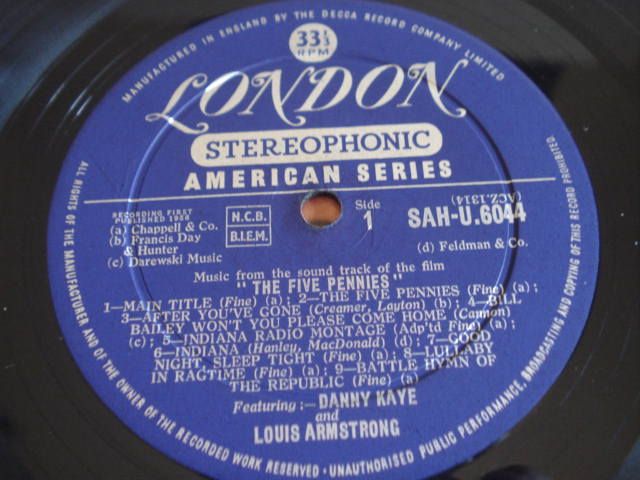 MANUFACTURED IN ENGLAND BY THE DECCA RECORD COMPANY LIMITED
33⅓
RPM
LONDON
STEREOPHONIC
AMERICAN SERIES
RECORDING FIRST
PUBLISHED 1958
(a) Chappell & Co.
(b) Francis Day
& Hunter
(c) Darewski Music
N.C.B.
B.I.E.M.
Side
1
(ACZ.1314)
SAH-U.6044
(d) Feldman & Co.
Music from the sound track of the film
"THE FIVE PENNIES"
1—MAIN TITLE (Fine) (a) ; 2—THE FIVE PENNIES (Fine) (a) ;
3—AFTER YOU'VE GONE (Creamer, Layton) (b) ; 4—BILL
BAILEY WON'T YOU PLEASE COME HOME (Cannon)
(c) ; 5—INDIANA RADIO MONTAGE (Adp'td Fine) (a) ;
6—INDIANA (Hanley, MacDonald) (d) ; 7—GOOD
NIGHT, SLEEP TIGHT (Fine) (a) ; 8—LULLABY
IN RAGTIME (Fine) (a) ; 9—BATTLE HYMN OF
THE REPUBLIC (Fine) (a)
Featuring :— DANNY KAYE
and
LOUIS ARMSTRONG
ALL RIGHTS OF THE MANUFACTURER AND OF THE OWNER OF THE RECORDED WORK RESERVED · UNAUTHORISED PUBLIC PERFORMANCE, BROADCASTING AND COPYING OF THIS RECORD PROHIBITED